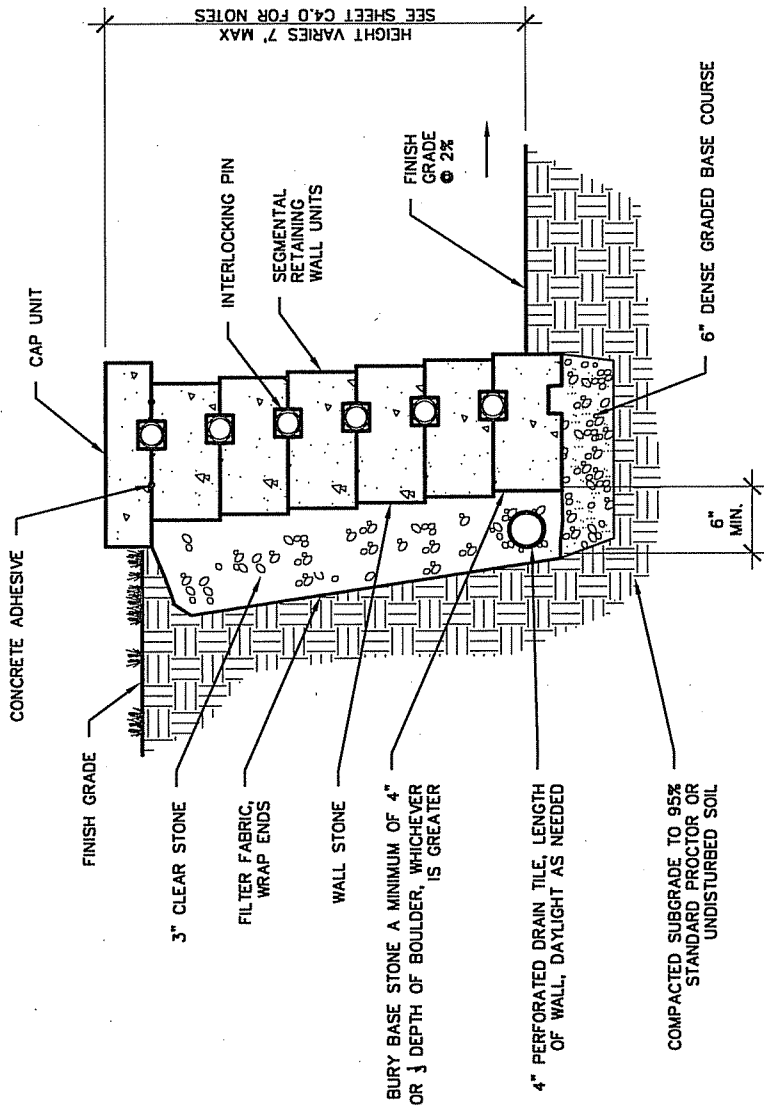 CONCRETE ADHESIVE
CAP UNIT
FINISH GRADE
INTERLOCKING PIN
3" CLEAR STONE
SEGMENTAL
RETAINING
WALL UNITS
FILTER FABRIC,
WRAP ENDS
WALL STONE
HEIGHT VARIES 7' MAX
SEE SHEET C4.0 FOR NOTES
BURY BASE STONE A MINIMUM OF 4"
OR ⅓ DEPTH OF BOULDER, WHICHEVER
IS GREATER
FINISH
GRADE
@ 2%
4" PERFORATED DRAIN TILE, LENGTH
OF WALL, DAYLIGHT AS NEEDED
6" DENSE GRADED BASE COURSE
6"
MIN.
COMPACTED SUBGRADE TO 95%
STANDARD PROCTOR OR
UNDISTURBED SOIL